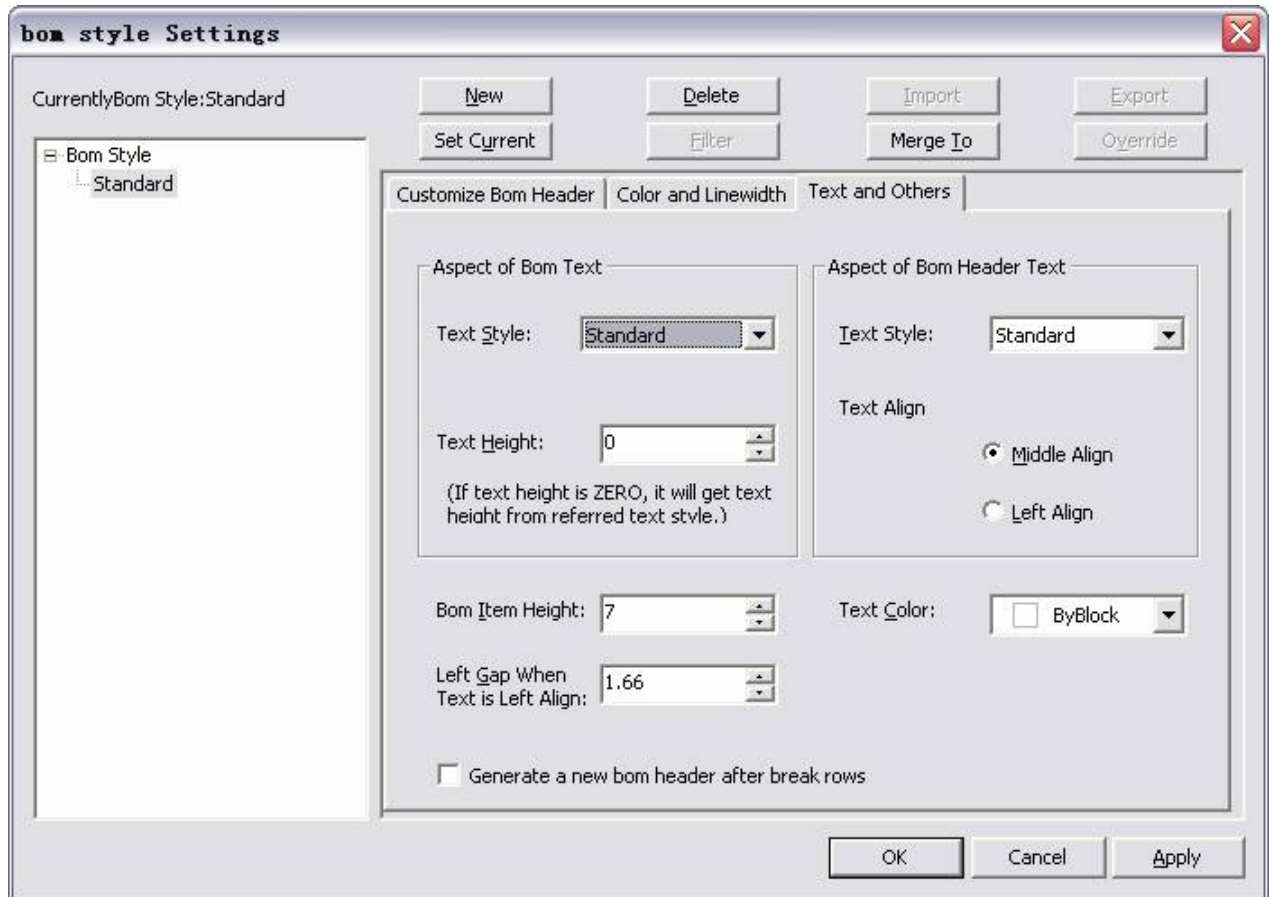 bom style Settings
CurrentlyBom Style:Standard
New
Delete
Import
Export
Set Current
Filter
Merge To
Override
Bom Style
Standard
Customize Bom Header
Color and Linewidth
Text and Others
Aspect of Bom Text
Text Style:
Standard
Text Height:
0
(If text height is ZERO, it will get text
height from referred text style.)
Aspect of Bom Header Text
Text Style:
Standard
Text Align
Middle Align
Left Align
Bom Item Height:
7
Text Color:
ByBlock
Left Gap When
Text is Left Align:
1.66
Generate a new bom header after break rows
OK
Cancel
Apply